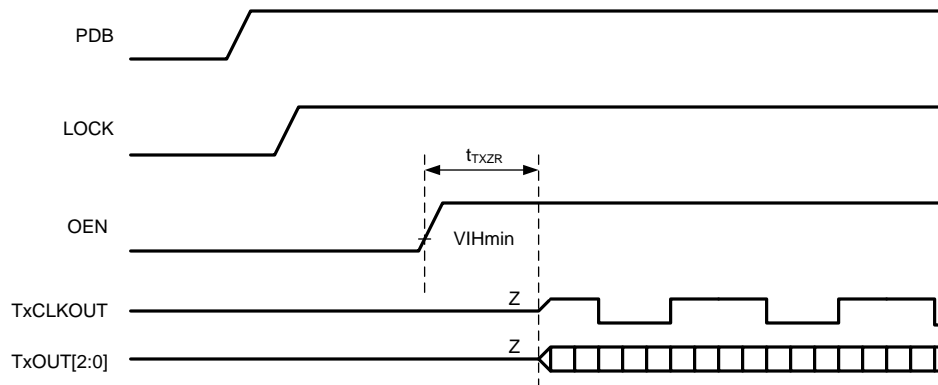 PDB
LOCK
tTXZR
OEN
VIHmin
Z
TxCLKOUT
Z
TxOUT[2:0]